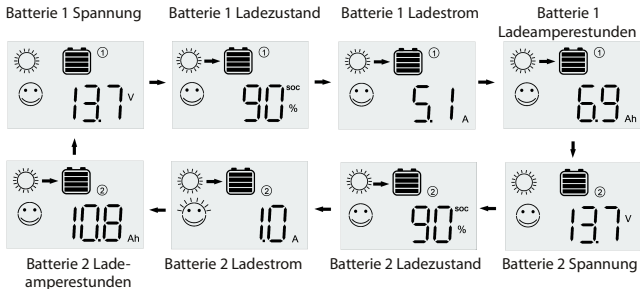 Batterie 1 Spannung
Batterie 1 Ladezustand
Batterie 1 Ladestrom
Batterie 1
Ladeamperestunden
① 13.7 V
① 90 soc %
① 5.1 A
① 6.9 Ah
② 10.8 Ah
② 1.0 A
② 90 soc %
② 13.7 V
Batterie 2 Lade-
amperestunden
Batterie 2 Ladestrom
Batterie 2 Ladezustand
Batterie 2 Spannung